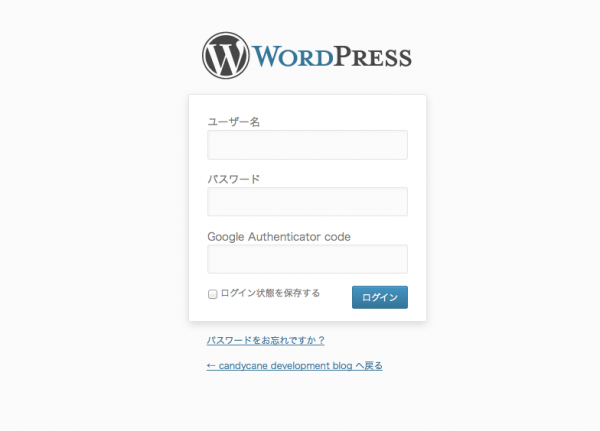 WORDPRESS
ユーザー名
パスワード
Google Authenticator code
ログイン状態を保存する
ログイン
パスワードをお忘れですか ?
← candycane development blog へ戻る